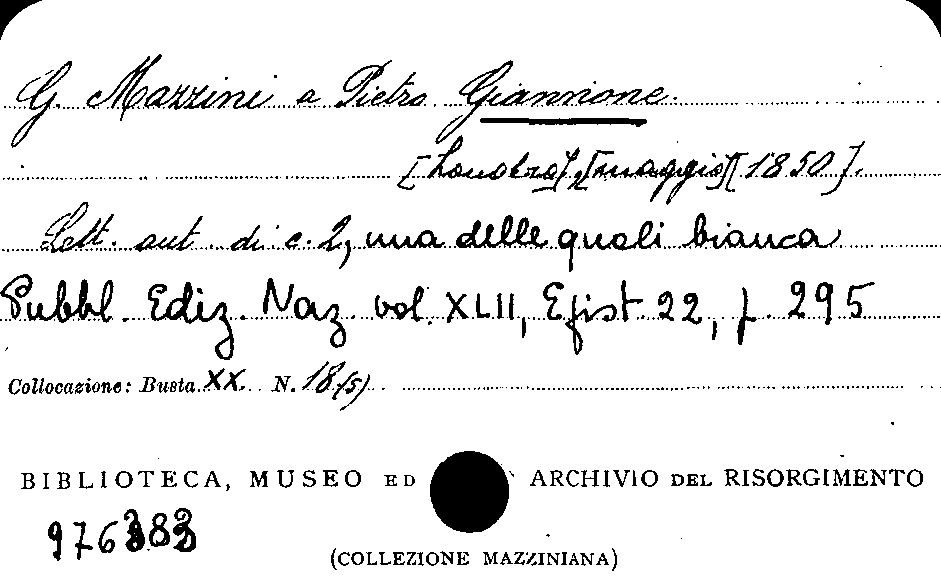 G. Mazzini a Pietro Giannone.
[Londra], [maggio] [1850].
Lett. aut. di c. 2, una delle quali bianca
Pubbl. Ediz. Naz. vol. XLII, Epist 22, p. 295
Collocazione: Busta XX N. 18(5)
BIBLIOTECA, MUSEO ED ARCHIVIO DEL RISORGIMENTO
976383
(COLLEZIONE MAZZINIANA)